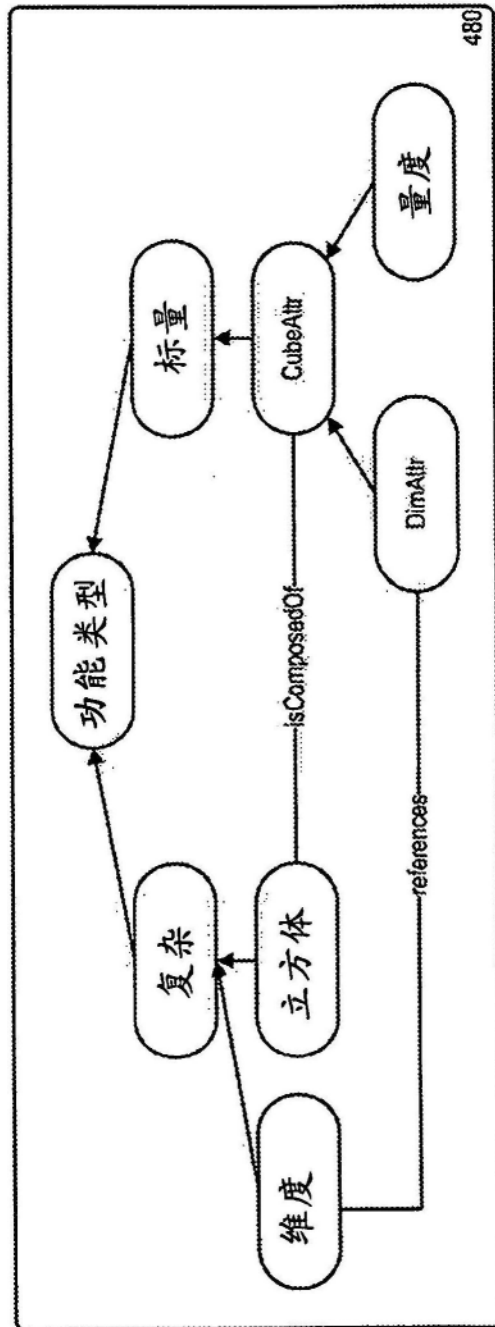 功能类型
复杂
标量
维度
立方体
isComposedOf
CubeAttr
references
DimAttr
量度
480